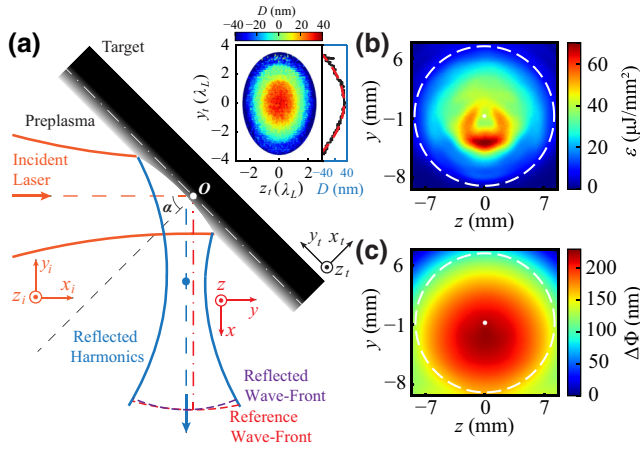 (a)
Target
Preplasma
Incident
Laser
O
α
y_i
z_i
x_i
Reflected
Harmonics
z
y
x
Reflected
Wave-Front
Reference
Wave-Front
y_t
x_t
z_t
D (nm)
−40 −20 0 20 40
y_t (λ_L)
4
2
0
−2
−4
−2 0 2
z_t (λ_L)
−40 40
D (nm)
(b)
y (mm)
6
−1
−8
−7 0 7
z (mm)
60
40
20
0
ε (μJ/mm²)
(c)
y (mm)
6
−1
−9
−7 0 7
z (mm)
200
150
100
50
0
ΔΦ (nm)